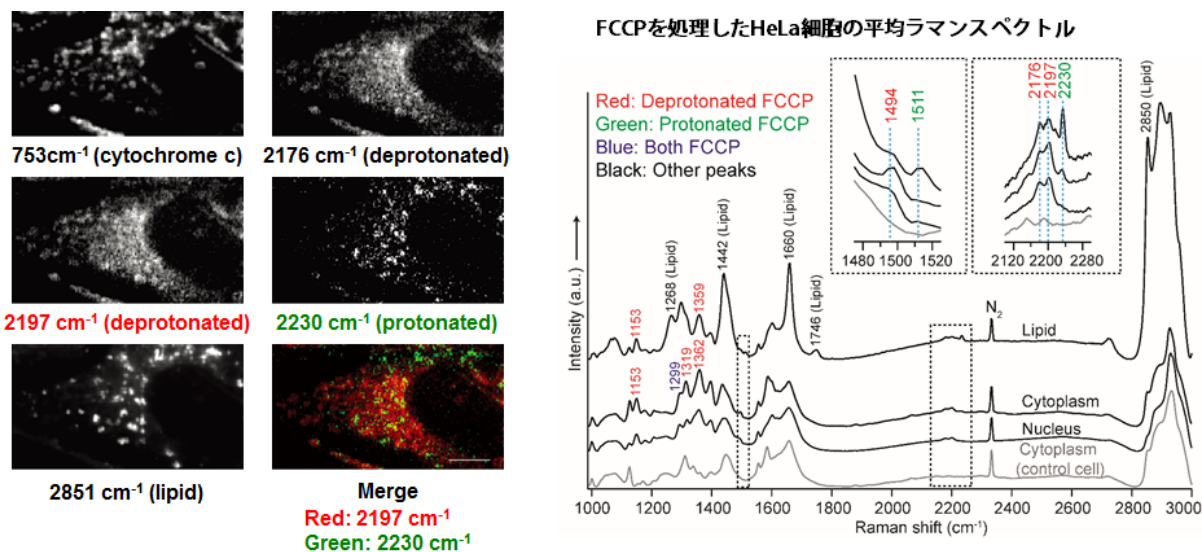 753cm⁻¹ (cytochrome c)
2176 cm⁻¹ (deprotonated)
2197 cm⁻¹ (deprotonated)
2230 cm⁻¹ (protonated)
2851 cm⁻¹ (lipid)
Merge
Red: 2197 cm⁻¹
Green: 2230 cm⁻¹
FCCPを処理したHeLa細胞の平均ラマンスペクトル
Red: Deprotonated FCCP
Green: Protonated FCCP
Blue: Both FCCP
Black: Other peaks
1494
1511
1480 1500 1520
2176
2197
2230
2120 2200 2280
2850 (Lipid)
Intensity (a.u.)
1153
1268 (Lipid)
1359
1442 (Lipid)
1660 (Lipid)
1746 (Lipid)
N₂
Lipid
1153
1299
1319
1362
Cytoplasm
Nucleus
Cytoplasm
(control cell)
1000 1200 1400 1600 1800 2000 2200 2400 2600 2800 3000
Raman shift (cm⁻¹)